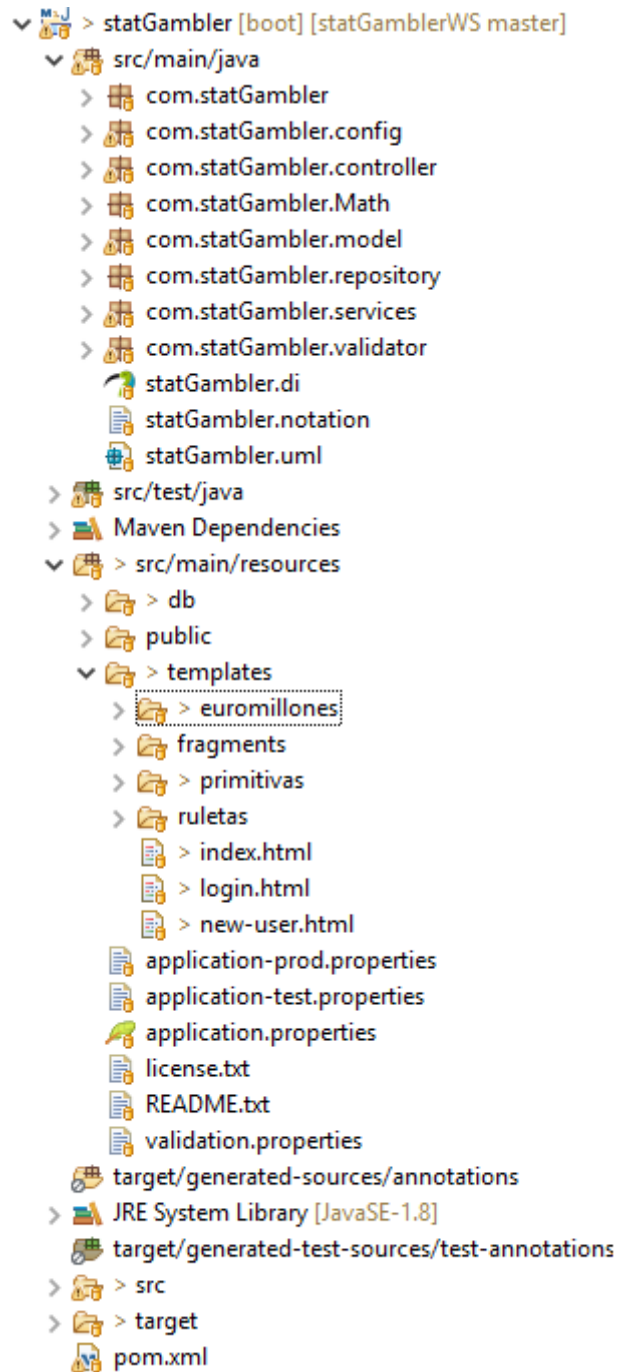 > statGambler [boot] [statGamblerWS master]
src/main/java
com.statGambler
com.statGambler.config
com.statGambler.controller
com.statGambler.Math
com.statGambler.model
com.statGambler.repository
com.statGambler.services
com.statGambler.validator
statGambler.di
statGambler.notation
statGambler.uml
src/test/java
Maven Dependencies
> src/main/resources
> db
public
> templates
> euromillones
fragments
> primitivas
ruletas
> index.html
> login.html
> new-user.html
application-prod.properties
application-test.properties
application.properties
license.txt
README.txt
validation.properties
target/generated-sources/annotations
JRE System Library [JavaSE-1.8]
target/generated-test-sources/test-annotations
> src
> target
pom.xml